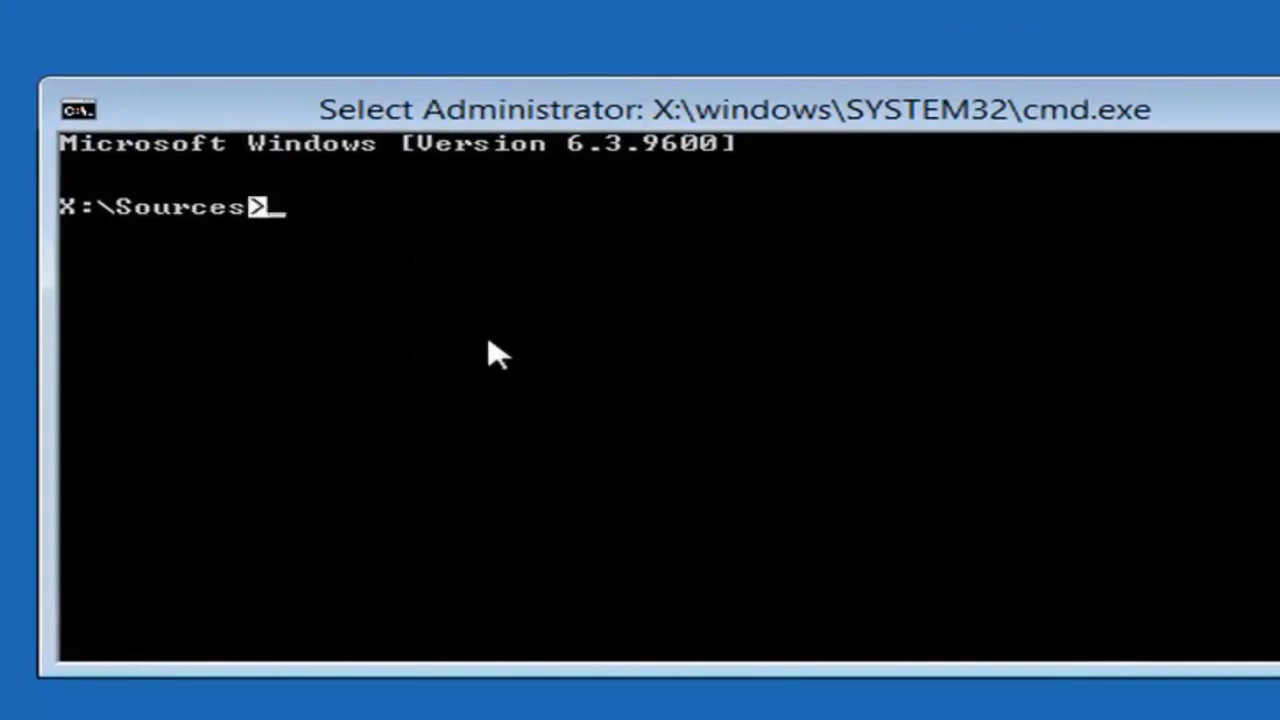 C:\.
Select Administrator: X:\windows\SYSTEM32\cmd.exe
Microsoft Windows [Version 6.3.9600]
X:\Sources>_